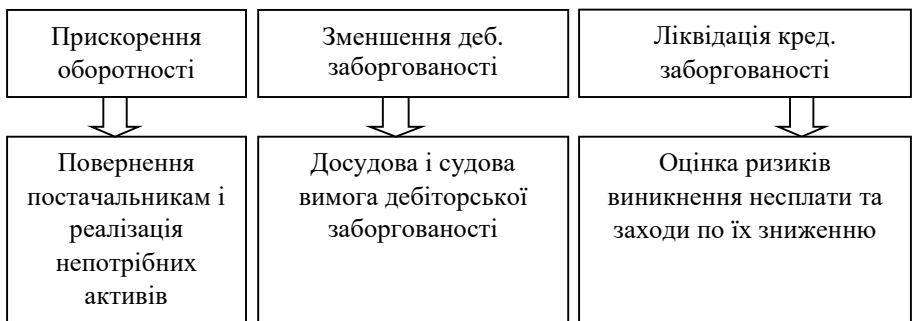 Прискорення
оборотності
Зменшення деб.
заборгованості
Ліквідація кред.
заборгованості
Повернення
постачальникам і
реалізація
непотрібних
активів
Досудова і судова
вимога дебіторської
заборгованості
Оцінка ризиків
виникнення несплати та
заходи по їх зниженню